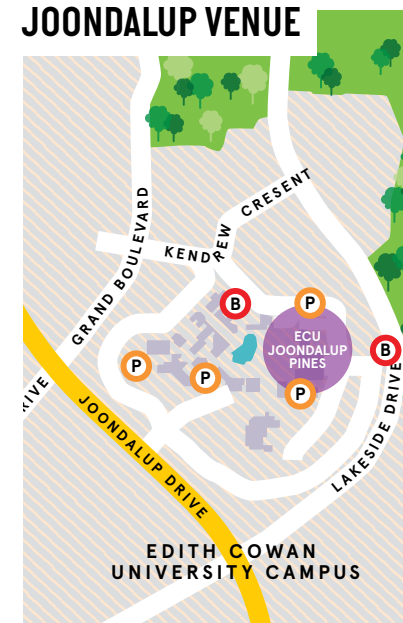 JOONDALUP VENUE
KENDREW CRESENT
GRAND BOULEVARD
B
P
ECU
JOONDALUP
PINES
B
P
P
P
RIVE
JOONDALUP DRIVE
LAKESIDE DRIVE
EDITH COWAN
UNIVERSITY CAMPUS